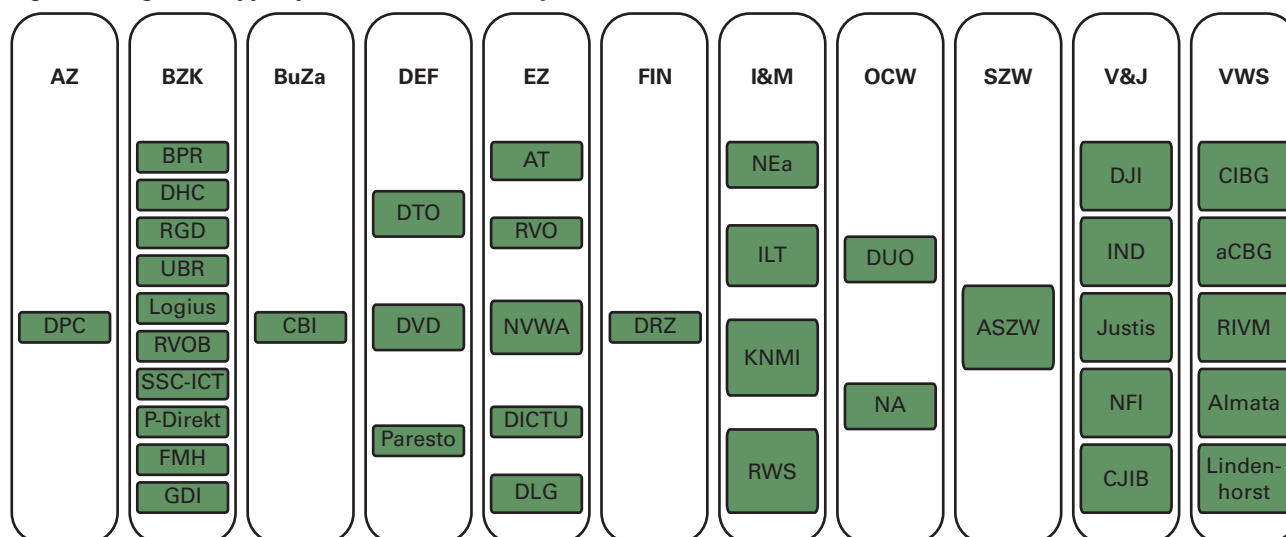 AZ
DPC
BZK
BPR
DHC
RGD
UBR
Logius
RVOB
SSC-ICT
P-Direkt
FMH
GDI
BuZa
CBI
DEF
DTO
DVD
Paresto
EZ
AT
RVO
NVWA
DICTU
DLG
FIN
DRZ
I&M
NEa
ILT
KNMI
RWS
OCW
DUO
NA
SZW
ASZW
V&J
DJI
IND
Justis
NFI
CJIB
VWS
CIBG
aCBG
RIVM
Almata
Linden-
horst